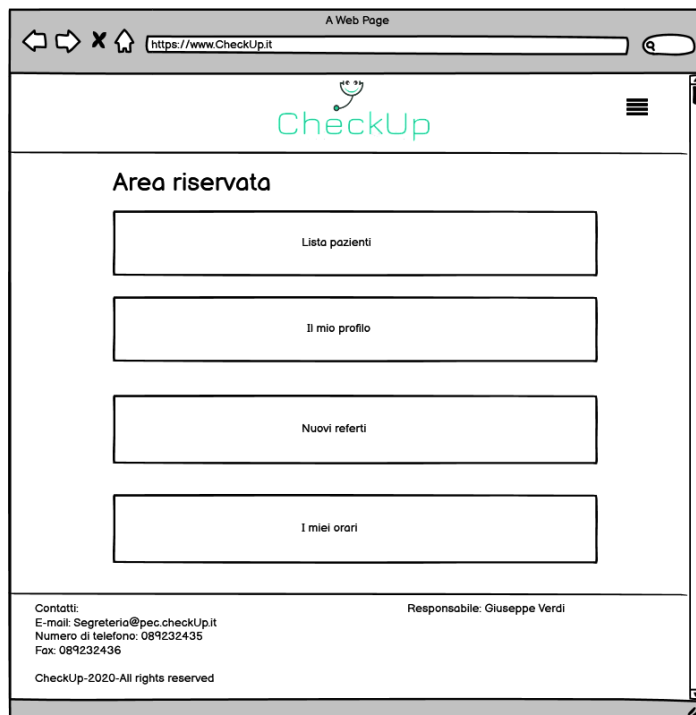 A Web Page
https://www.CheckUp.it
CheckUp
Area riservata
Lista pazienti
Il mio profilo
Nuovi referti
I miei orari
Contatti:
E-mail: Segreteria@pec.checkUp.it
Numero di telefono: 089232435
Fax: 089232436
CheckUp-2020-All rights reserved
Responsabile: Giuseppe Verdi